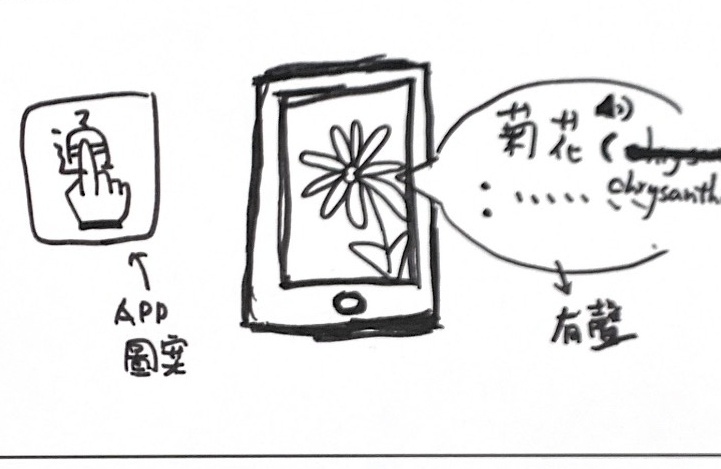 APP
圖案
菊花 (
chrysanth
: ......
有聲